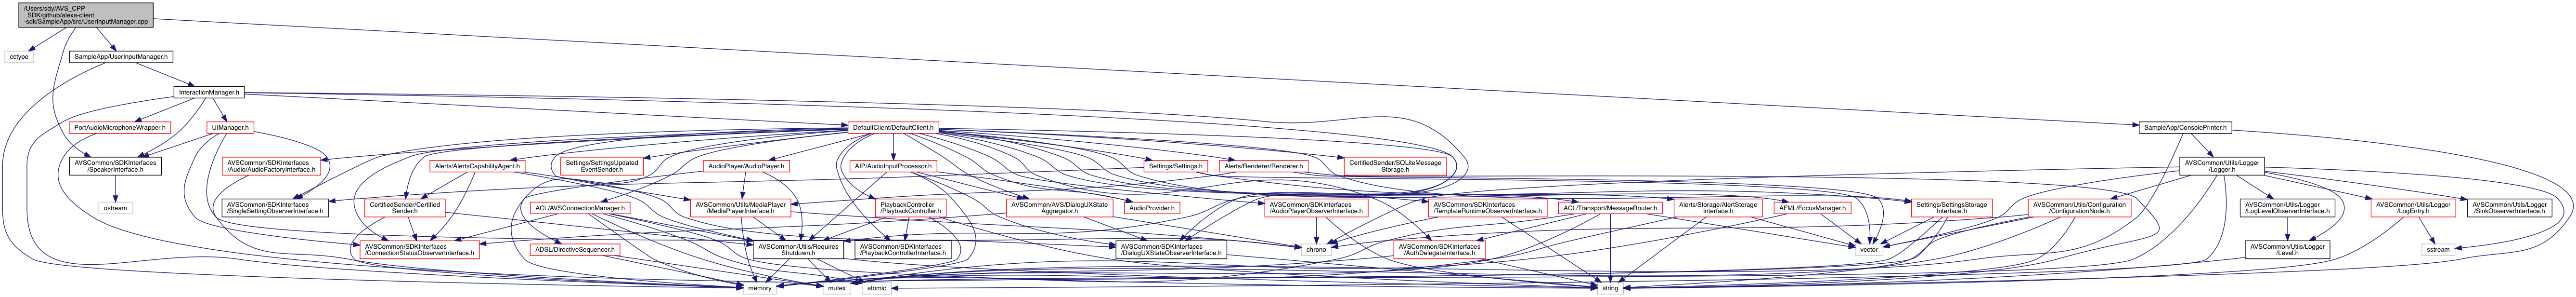 /Users/sdy/AVS_CPP
_SDK/github/alexa-client
-sdk/SampleApp/src/UserInputManager.cpp
cctype
SampleApp/UserInputManager.h
InteractionManager.h
PortAudioMicrophoneWrapper.h
UIManager.h
DefaultClient/DefaultClient.h
SampleApp/ConsolePrinter.h
AVSCommon/SDKInterfaces
/SpeakerInterface.h
AVSCommon/SDKInterfaces
/Audio/AudioFactoryInterface.h
Alerts/AlertsCapabilityAgent.h
Settings/SettingsUpdated
EventSender.h
AudioPlayer/AudioPlayer.h
AIP/AudioInputProcessor.h
Settings/Settings.h
Alerts/Renderer/Renderer.h
CertifiedSender/SQLiteMessage
Storage.h
AVSCommon/Utils/Logger
/Logger.h
ostream
AVSCommon/SDKInterfaces
/SingleSettingObserverInterface.h
CertifiedSender/Certified
Sender.h
ACL/AVSConnectionManager.h
AVSCommon/Utils/MediaPlayer
/MediaPlayerInterface.h
PlaybackController
/PlaybackController.h
AVSCommon/AVS/DialogUXState
Aggregator.h
AudioProvider.h
AVSCommon/SDKInterfaces
/AudioPlayerObserverInterface.h
AVSCommon/SDKInterfaces
/TemplateRuntimeObserverInterface.h
ACL/Transport/MessageRouter.h
Alerts/Storage/AlertStorage
Interface.h
AFML/FocusManager.h
Settings/SettingsStorage
Interface.h
AVSCommon/Utils/Configuration
/ConfigurationNode.h
AVSCommon/Utils/Logger
/LogLevelObserverInterface.h
AVSCommon/Utils/Logger
/LogEntry.h
AVSCommon/Utils/Logger
/SinkObserverInterface.h
AVSCommon/SDKInterfaces
/ConnectionStatusObserverInterface.h
ADSL/DirectiveSequencer.h
AVSCommon/Utils/Requires
Shutdown.h
AVSCommon/SDKInterfaces
/PlaybackControllerInterface.h
AVSCommon/SDKInterfaces
/DialogUXStateObserverInterface.h
chrono
AVSCommon/SDKInterfaces
/AuthDelegateInterface.h
vector
AVSCommon/Utils/Logger
/Level.h
sstream
memory
mutex
atomic
string